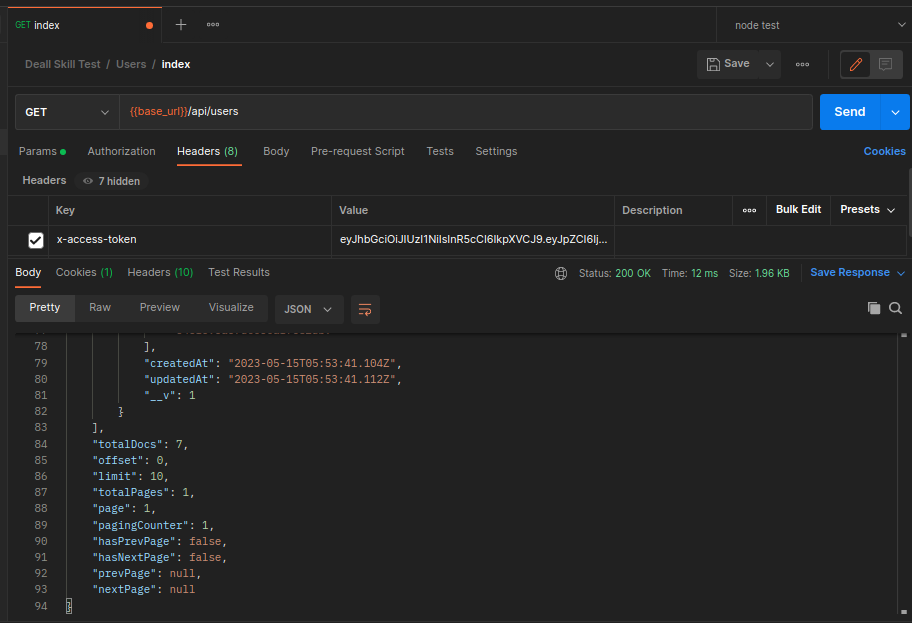 GET index
node test
Deall Skill Test / Users / index
Save
GET
{{base_url}}/api/users
Send
Params Authorization Headers (8) Body Pre-request Script Tests Settings Cookies
Headers 7 hidden
Key Value Description Bulk Edit Presets
x-access-token
Body Cookies (1) Headers (10) Test Results Status: 200 OK Time: 12 ms Size: 1.96 KB Save Response
Pretty Raw Preview Visualize JSON
78 ],
79 "createdAt": "2023-05-15T05:53:41.104Z",
80 "updatedAt": "2023-05-15T05:53:41.112Z",
81 "__v": 1
82 }
83 ],
84 "totalDocs": 7,
85 "offset": 0,
86 "limit": 10,
87 "totalPages": 1,
88 "page": 1,
89 "pagingCounter": 1,
90 "hasPrevPage": false,
91 "hasNextPage": false,
92 "prevPage": null,
93 "nextPage": null
94 }